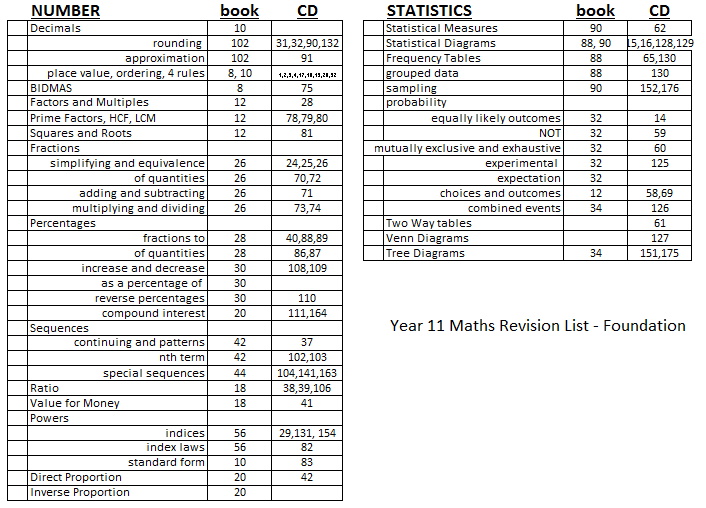 NUMBER book CD
Decimals 10
rounding 102 31,32,90,132
approximation 102 91
place value, ordering, 4 rules 8, 10
BIDMAS 8 75
Factors and Multiples 12 28
Prime Factors, HCF, LCM 12 78,79,80
Squares and Roots 12 81
Fractions
simplifying and equivalence 26 24,25,26
of quantities 26 70,72
adding and subtracting 26 71
multiplying and dividing 26 73,74
Percentages
fractions to 28 40,88,89
of quantities 28 86,87
increase and decrease 30 108,109
as a percentage of 30
reverse percentages 30 110
compound interest 20 111,164
Sequences
continuing and patterns 42 37
nth term 42 102,103
special sequences 44 104,141,163
Ratio 18 38,39,106
Value for Money 18 41
Powers
indices 56 29,131, 154
index laws 56 82
standard form 10 83
Direct Proportion 20 42
Inverse Proportion 20
STATISTICS book CD
Statistical Measures 90 62
Statistical Diagrams 88, 90 15,16,128,129
Frequency Tables 88 65,130
grouped data 88 130
sampling 90 152,176
probability
equally likely outcomes 32 14
NOT 32 59
mutually exclusive and exhaustive 32 60
experimental 32 125
expectation 32
choices and outcomes 12 58,69
combined events 34 126
Two Way tables 61
Venn Diagrams 127
Tree Diagrams 34 151,175
Year 11 Maths Revision List - Foundation